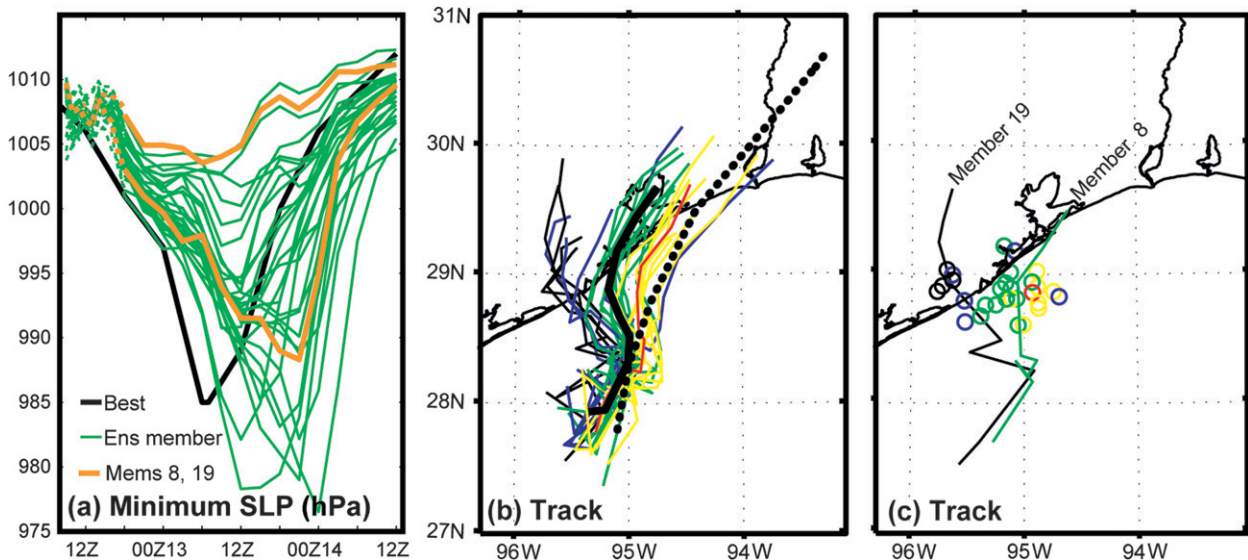 1010
1005
1000
995
990
985
980
975
Best
Ens member
Mems 8, 19
(a) Minimum SLP (hPa)
12Z 00Z13 12Z 00Z14 12Z
31N
30N
29N
28N
27N
(b) Track
96W 95W 94W
Member 19
Member 8
(c) Track
96W 95W 94W